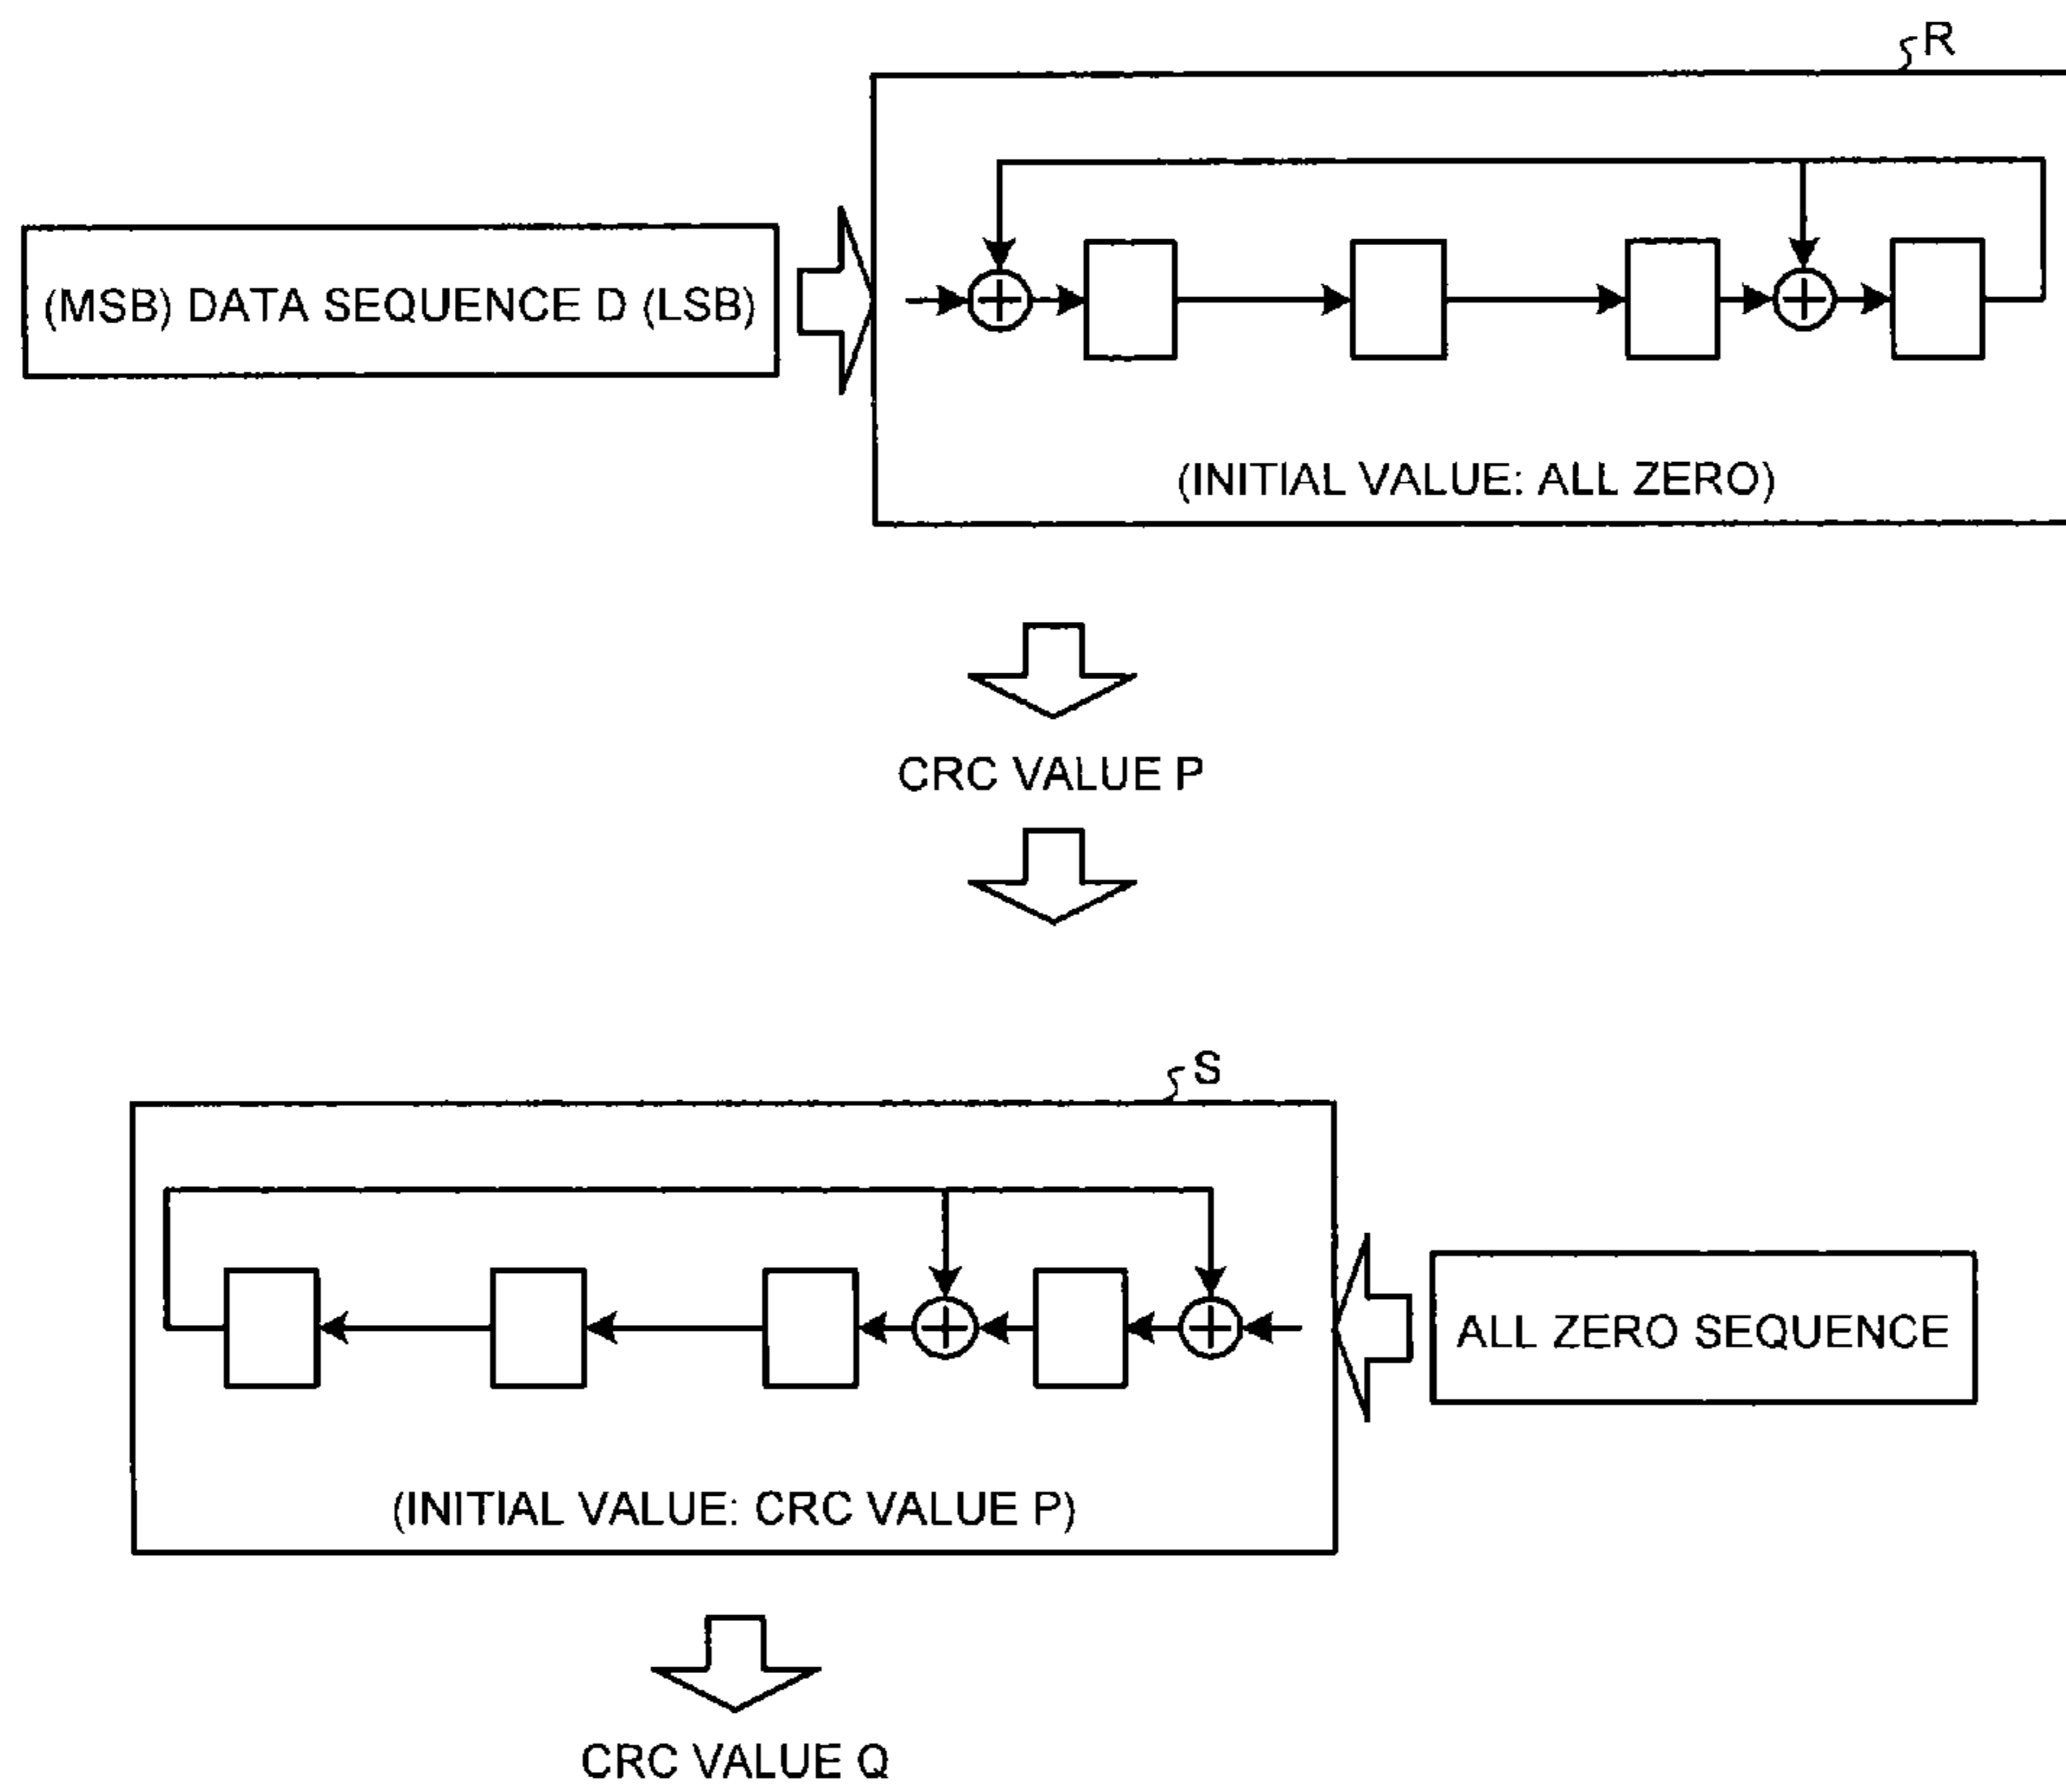 R
(MSB) DATA SEQUENCE D (LSB)
(INITIAL VALUE: ALL ZERO)
CRC VALUE P
S
ALL ZERO SEQUENCE
(INITIAL VALUE: CRC VALUE P)
CRC VALUE Q